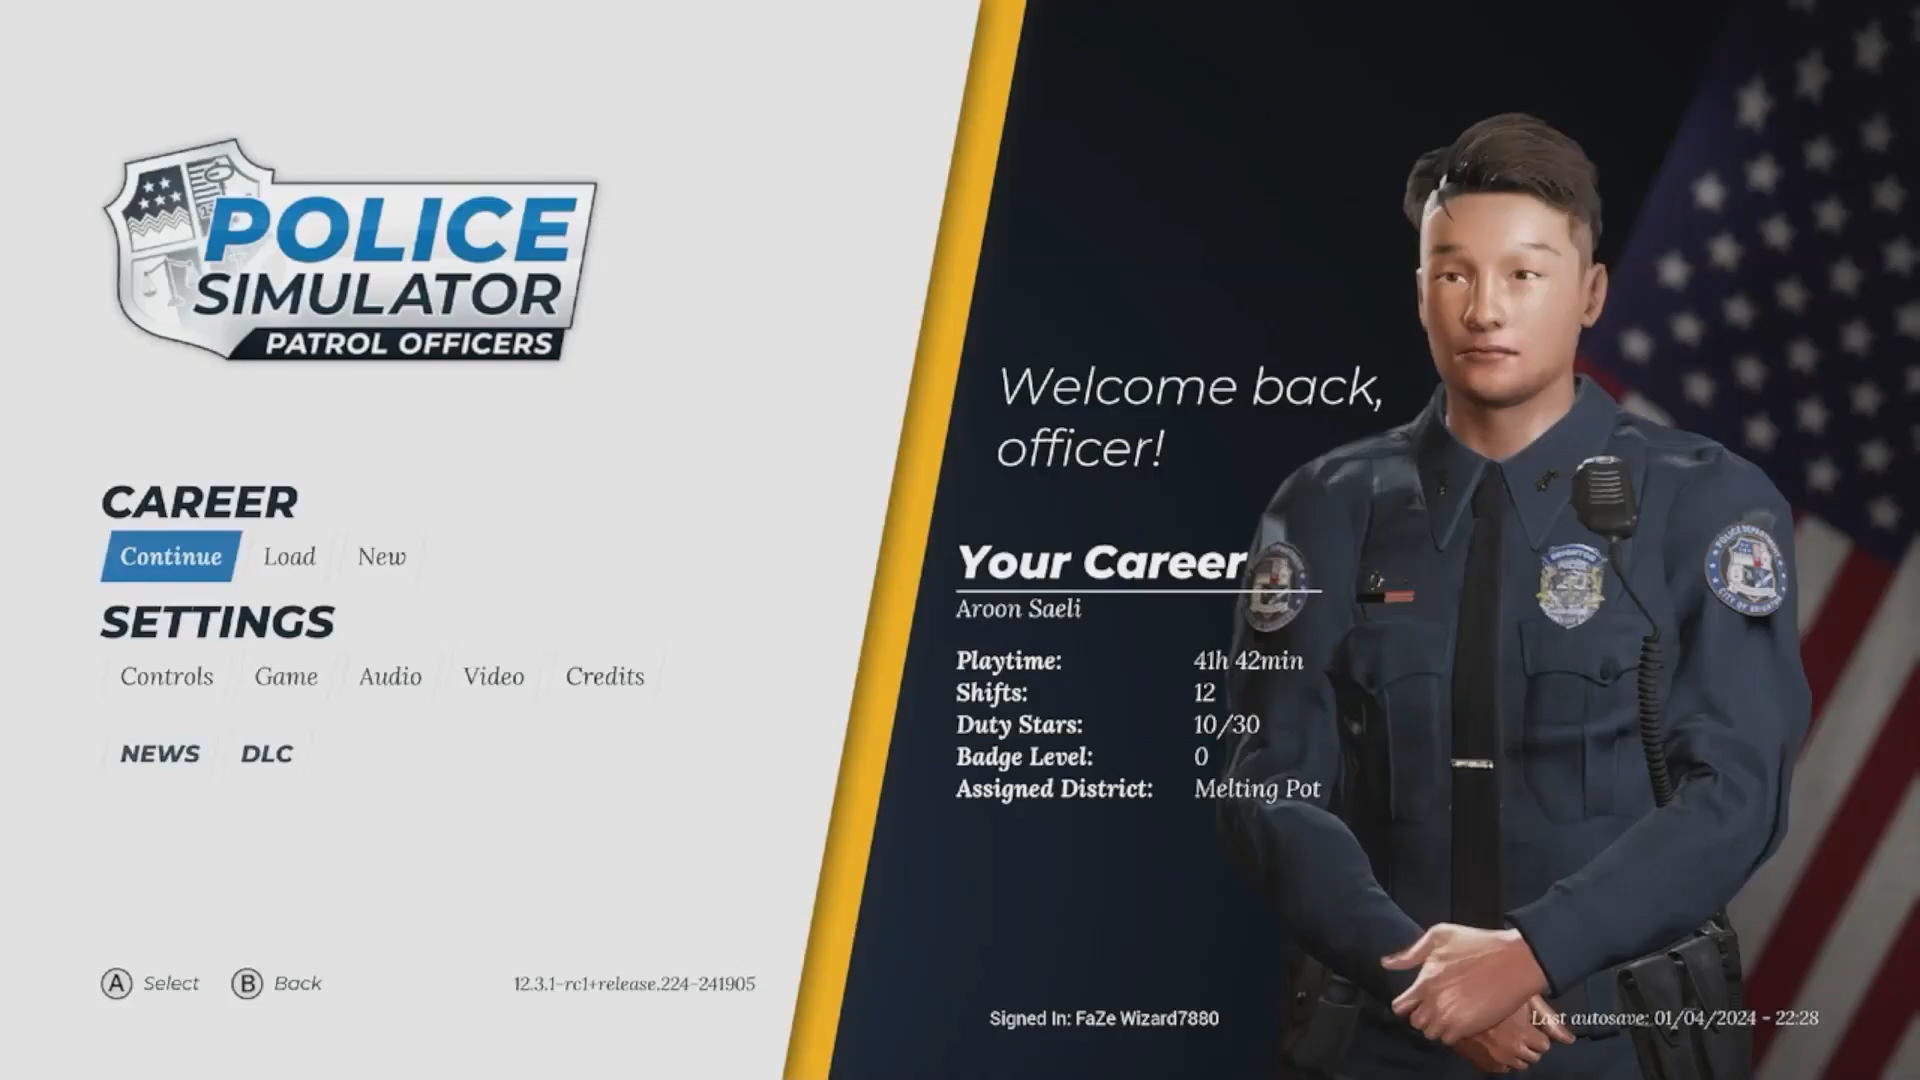 POLICE
SIMULATOR
PATROL OFFICERS
CAREER
Continue Load New
SETTINGS
Controls Game Audio Video Credits
NEWS DLC
A Select B Back 12.3.1-rc1+release.224-241905
Welcome back,
officer!
Your Career
Aroon Saeli
Playtime: 41h 42min
Shifts: 12
Duty Stars: 10/30
Badge Level: 0
Assigned District: Melting Pot
Signed In: FaZe Wizard7880
Last autosave: 01/04/2024 - 22:28